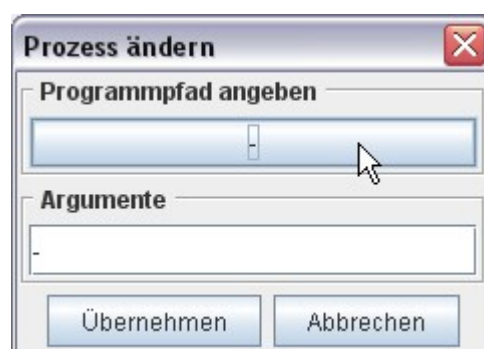 Prozess ändern
Programmpfad angeben
-
Argumente
-
Übernehmen Abbrechen